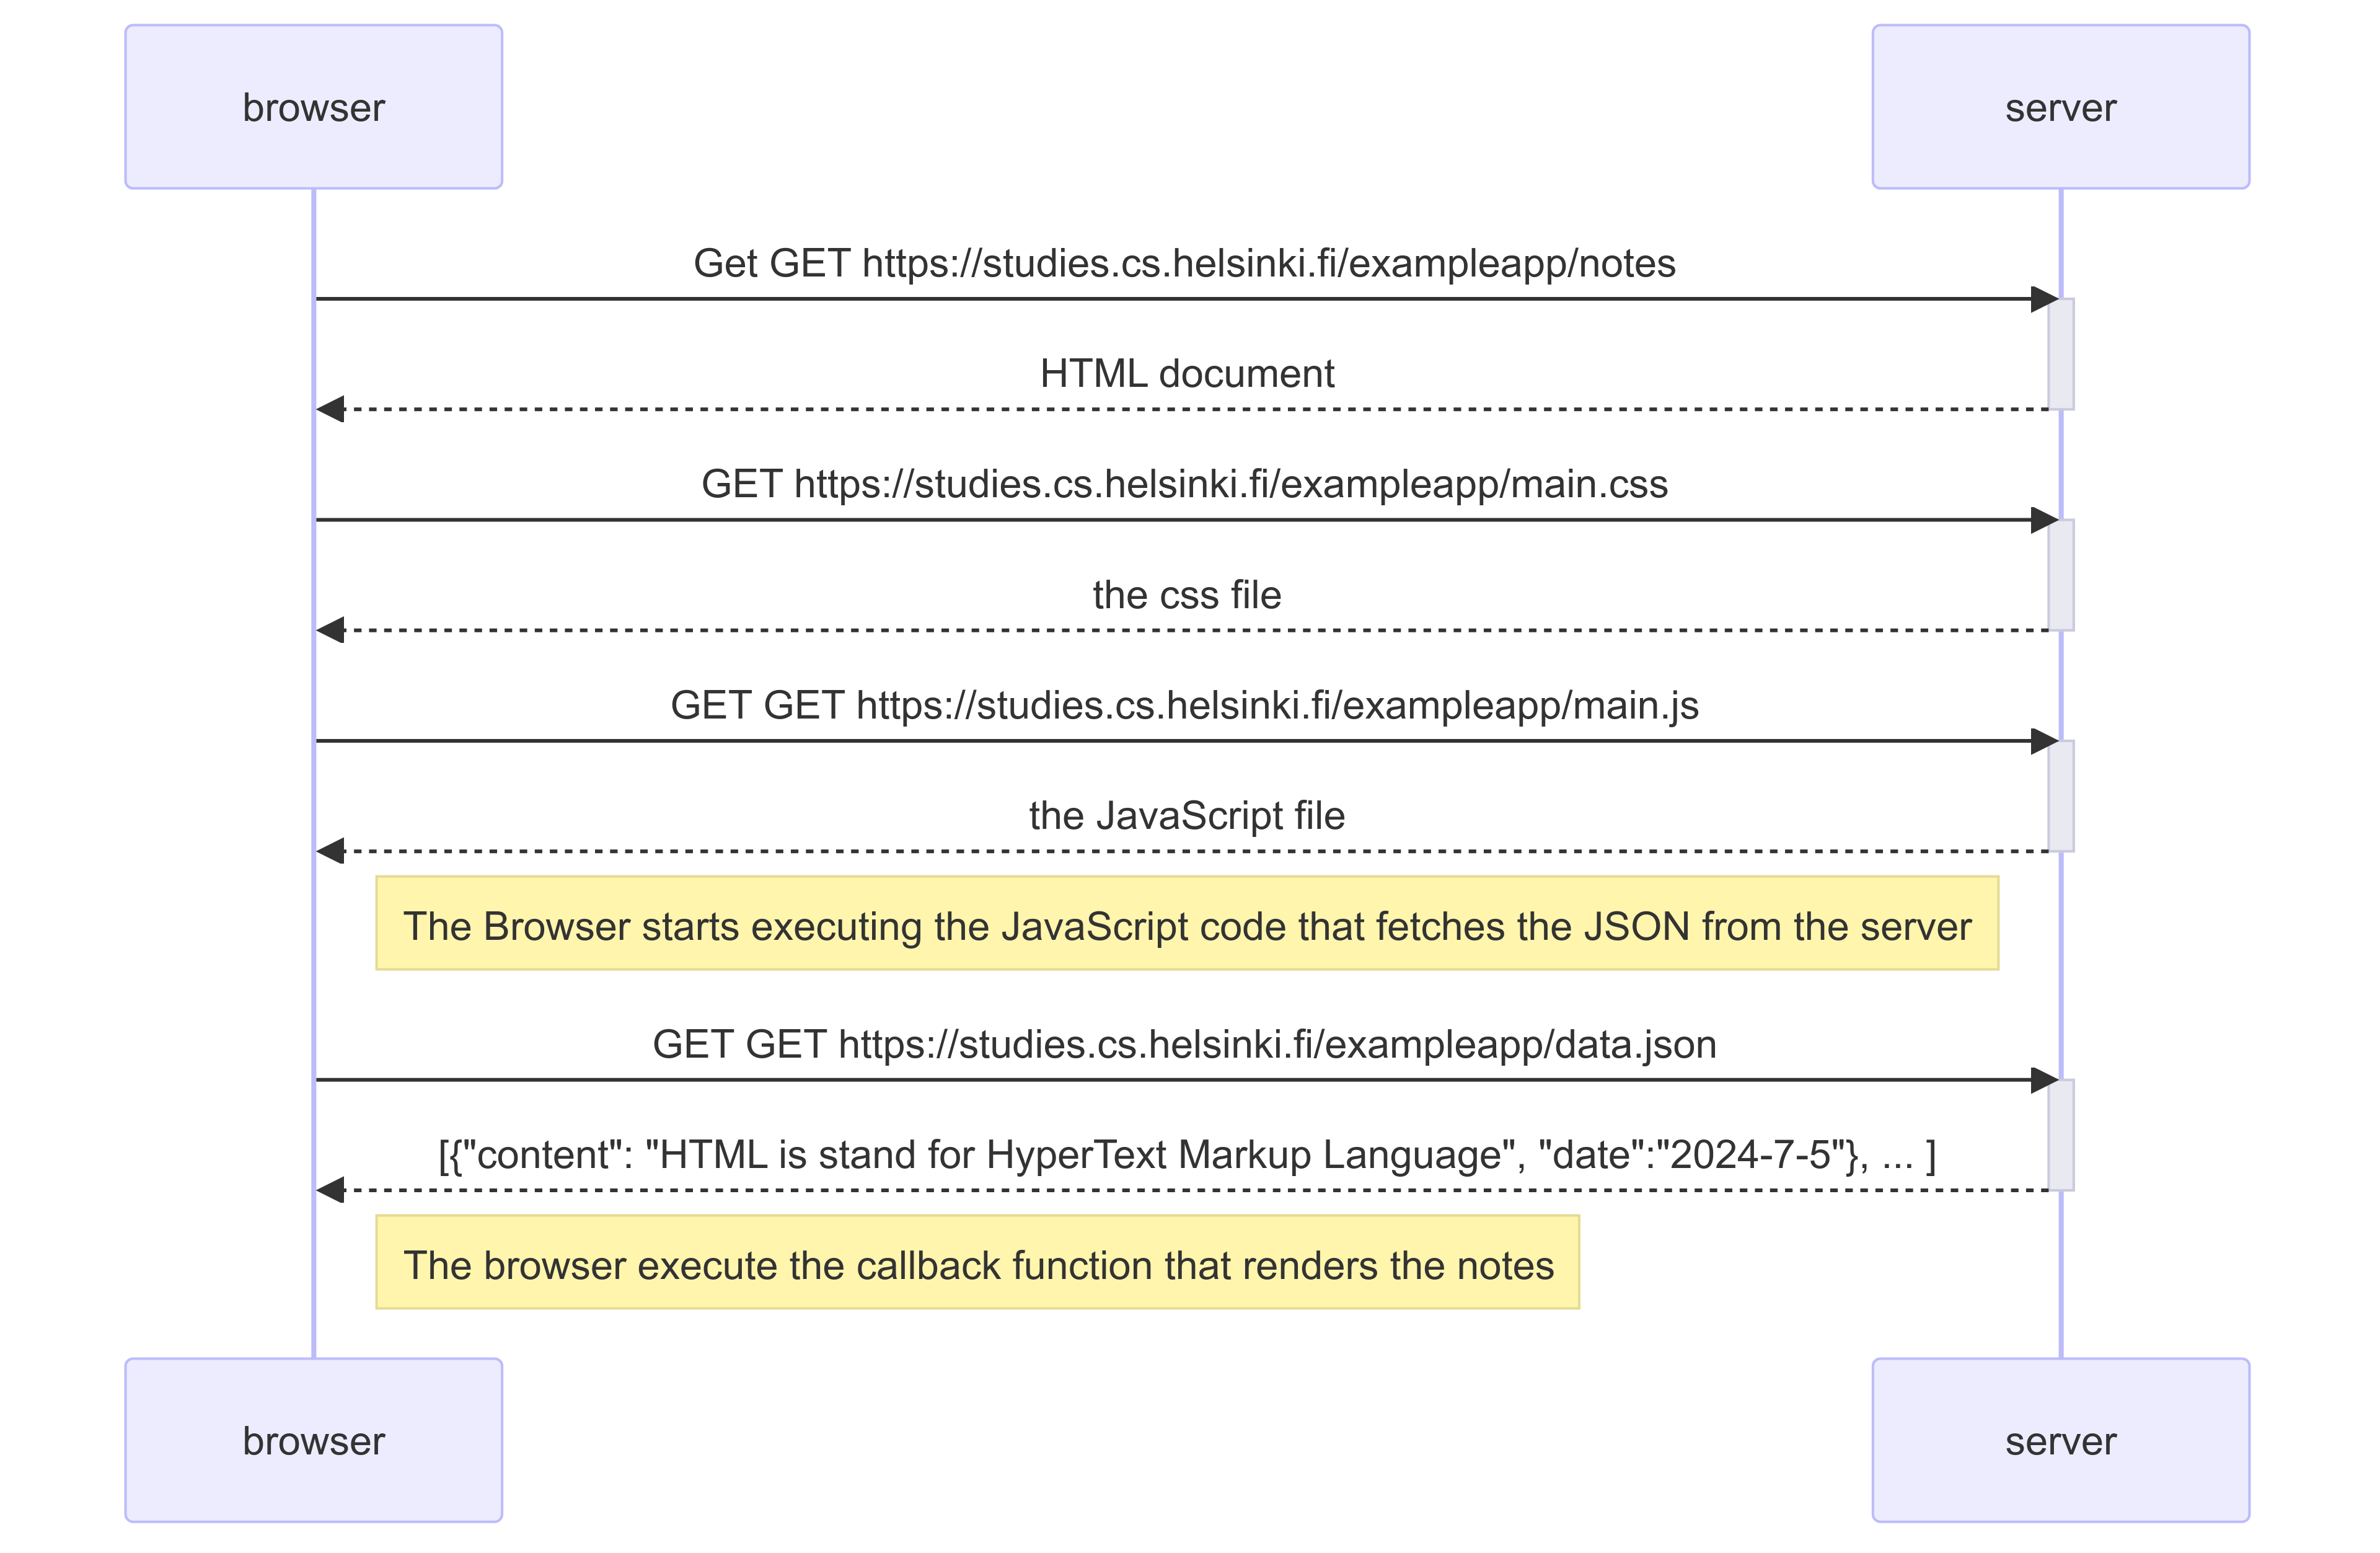 browser
server
Get GET https://studies.cs.helsinki.fi/exampleapp/notes
HTML document
GET https://studies.cs.helsinki.fi/exampleapp/main.css
the css file
GET GET https://studies.cs.helsinki.fi/exampleapp/main.js
the JavaScript file
The Browser starts executing the JavaScript code that fetches the JSON from the server
GET GET https://studies.cs.helsinki.fi/exampleapp/data.json
[{"content": "HTML is stand for HyperText Markup Language", "date":"2024-7-5"}, ... ]
The browser execute the callback function that renders the notes
browser
server